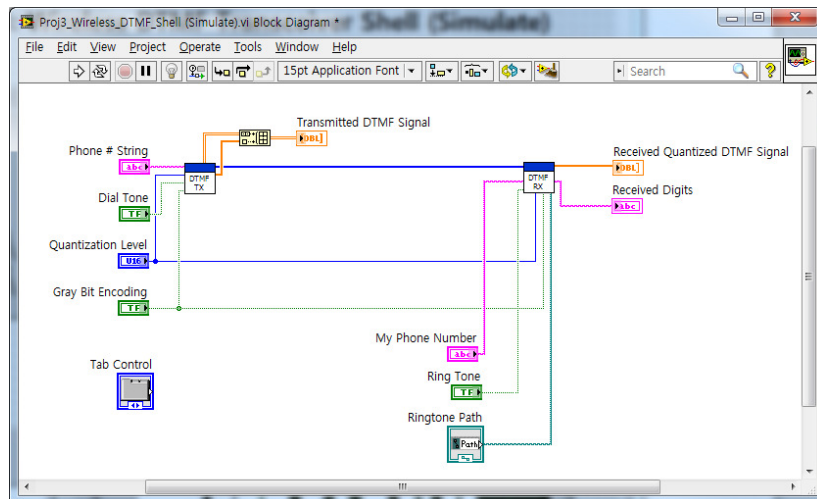 Proj3_Wireless_DTMF_Shell (Simulate).vi Block Diagram *
File Edit View Project Operate Tools Window Help
15pt Application Font
Search
Transmitted DTMF Signal
DBL]
Phone # String
abc
DTMF
TX
Dial Tone
TF
Quantization Level
U16
Gray Bit Encoding
TF
Received Quantized DTMF Signal
DBL]
DTMF
RX
Received Digits
abc
My Phone Number
abc
Tab Control
Ring Tone
TF
Ringtone Path
Path